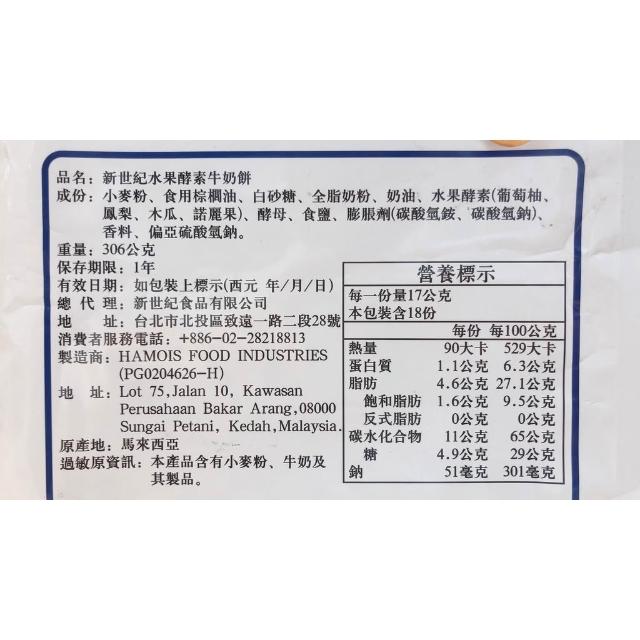 品名：新世紀水果酵素牛奶餅
成份：小麥粉、食用棕櫚油、白砂糖、全脂奶粉、奶油、水果酵素(葡萄柚、
鳳梨、木瓜、諾麗果)、酵母、食鹽、膨脹劑(碳酸氫銨、碳酸氫鈉)、
香料、偏亞硫酸氫鈉。
重量：306公克
保存期限：1年
有效日期：如包裝上標示(西元 年/月/日)
總 代 理：新世紀食品有限公司
地 址：台北市北投區致遠一路二段28號
消費者服務電話：+886-02-28218813
製造商：HAMOIS FOOD INDUSTRIES
(PG0204626-H)
地 址：Lot 75,Jalan 10, Kawasan
Perusahaan Bakar Arang,08000
Sungai Petani, Kedah,Malaysia.
原產地：馬來西亞
過敏原資訊：本產品含有小麥粉、牛奶及
其製品。
營養標示
每一份量17公克
本包裝含18份
每份 每100公克
熱量 90大卡 529大卡
蛋白質 1.1公克 6.3公克
脂肪 4.6公克 27.1公克
飽和脂肪 1.6公克 9.5公克
反式脂肪 0公克 0公克
碳水化合物 11公克 65公克
糖 4.9公克 29公克
鈉 51毫克 301毫克